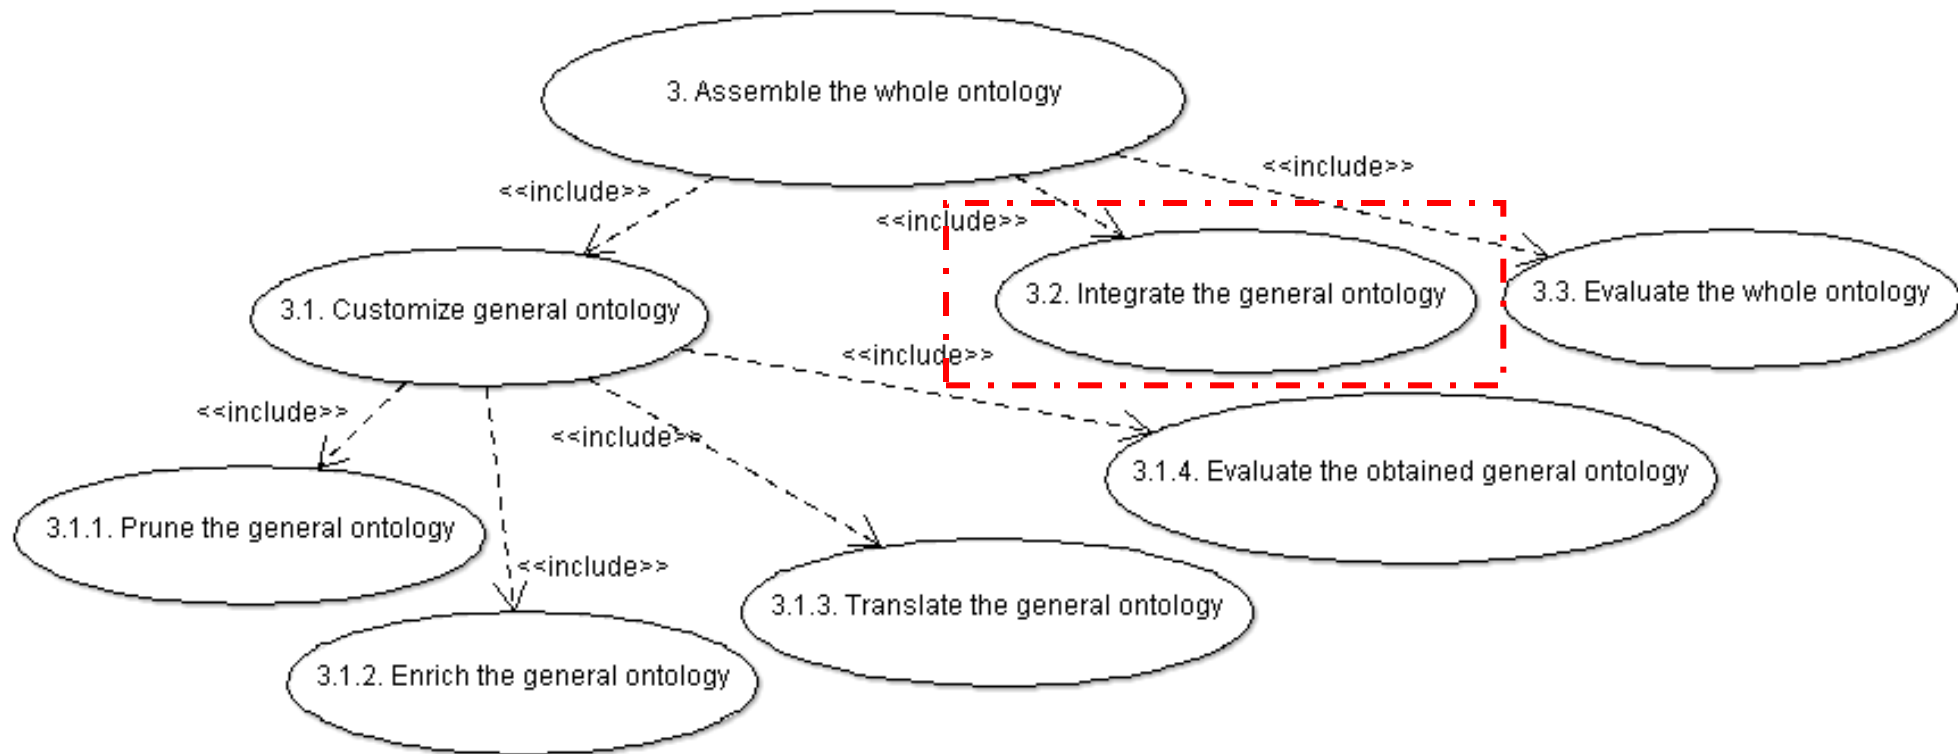 3. Assemble the whole ontology
<<include>>
<<include>>
<<include>>
3.1. Customize general ontology
3.2. Integrate the general ontology
3.3. Evaluate the whole ontology
<<include>>
<<include>>
<<include>>
<<include>>
3.1.4. Evaluate the obtained general ontology
3.1.1. Prune the general ontology
3.1.3. Translate the general ontology
3.1.2. Enrich the general ontology